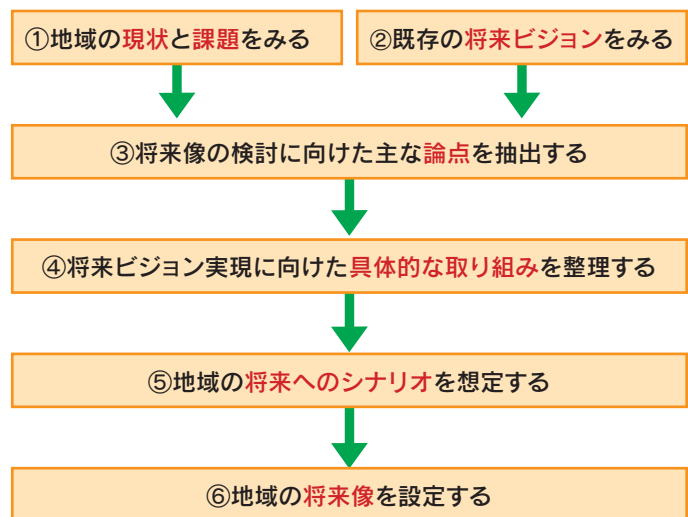 ①地域の現状と課題をみる
②既存の将来ビジョンをみる
③将来像の検討に向けた主な論点を抽出する
④将来ビジョン実現に向けた具体的な取り組みを整理する
⑤地域の将来へのシナリオを想定する
⑥地域の将来像を設定する